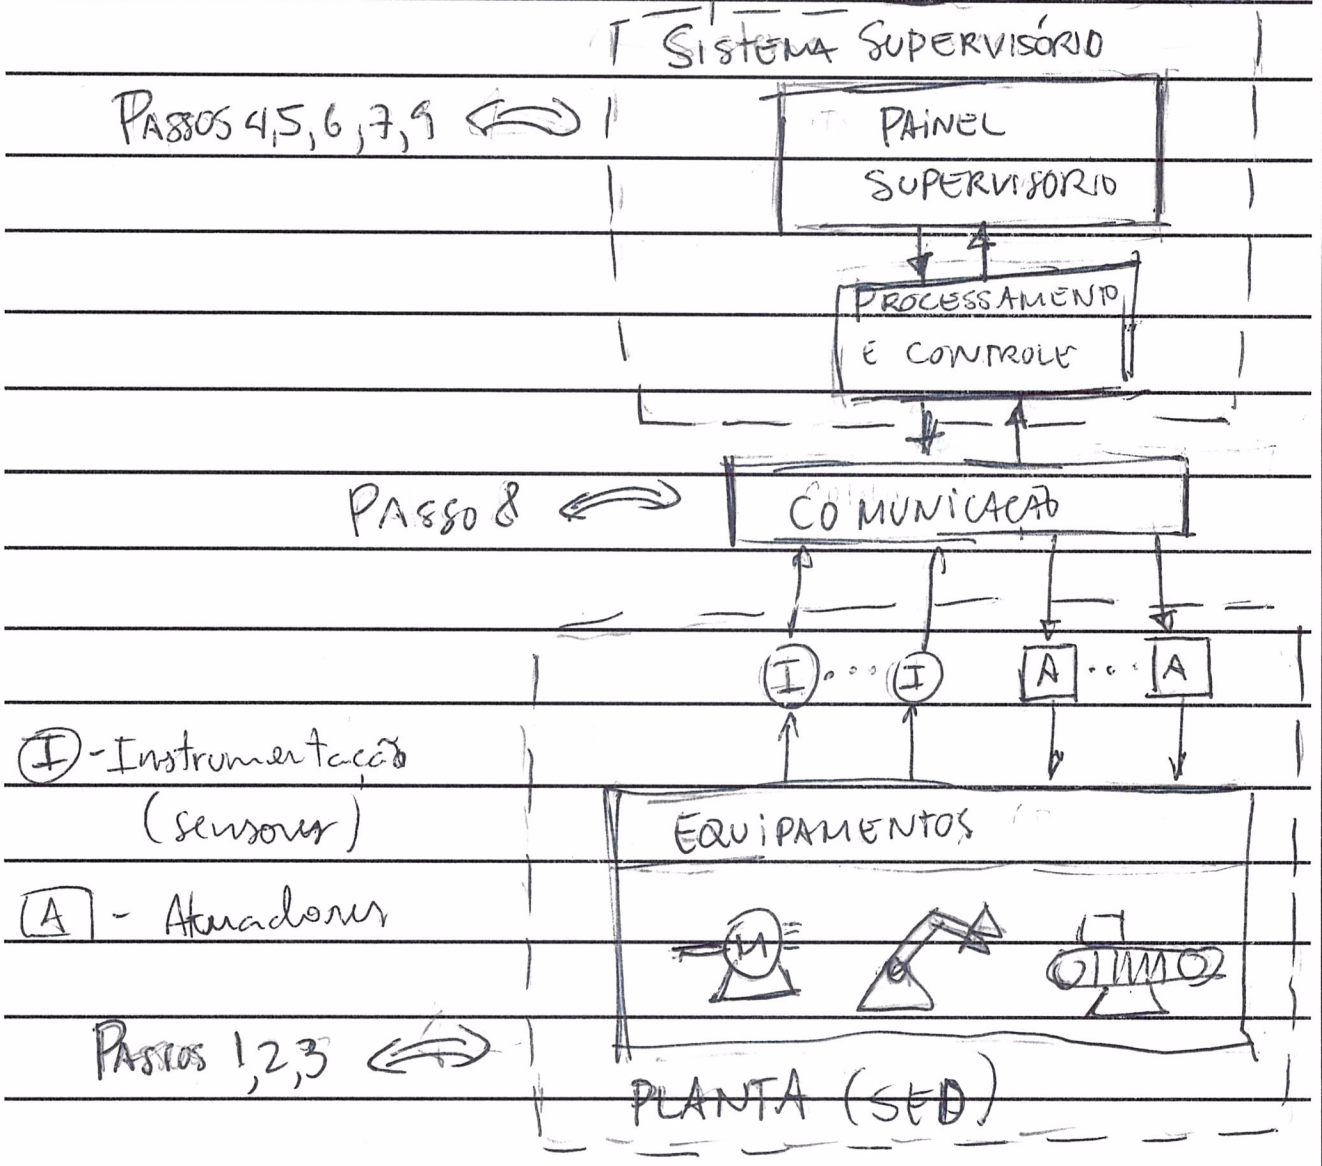 SISTEMA SUPERVISÓRIO
PASSOS 4,5,6,7,9
PAINEL
SUPERVISORIO
PROCESSAMENTO
E CONTROLE
PASSO 8
COMUNICAÇÃO
I ... I A ... A
I - Instrumentação
(sensores)
EQUIPAMENTOS
A - Atuadores
M
PASSOS 1,2,3
PLANTA (SED)